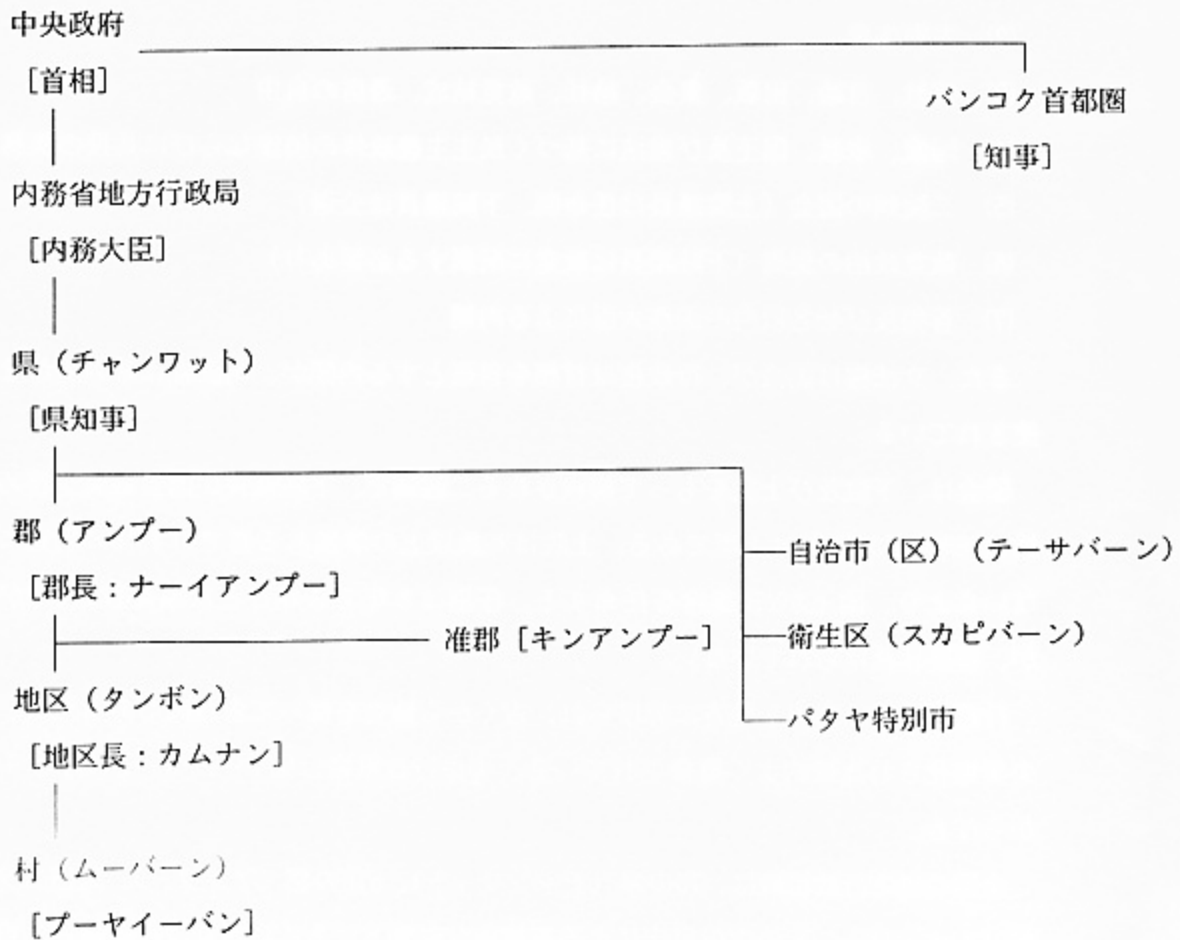 中央政府
[首相]
バンコク首都圏
[知事]
内務省地方行政局
[内務大臣]
県（チャンワット）
[県知事]
郡（アンプー）
[郡長：ナーイアンプー]
自治市（区）（テーサバーン）
准郡［キンアンプー］
衛生区（スカピバーン）
地区（タンボン）
[地区長：カムナン]
パタヤ特別市
村（ムーバーン）
[プーヤイーバン]